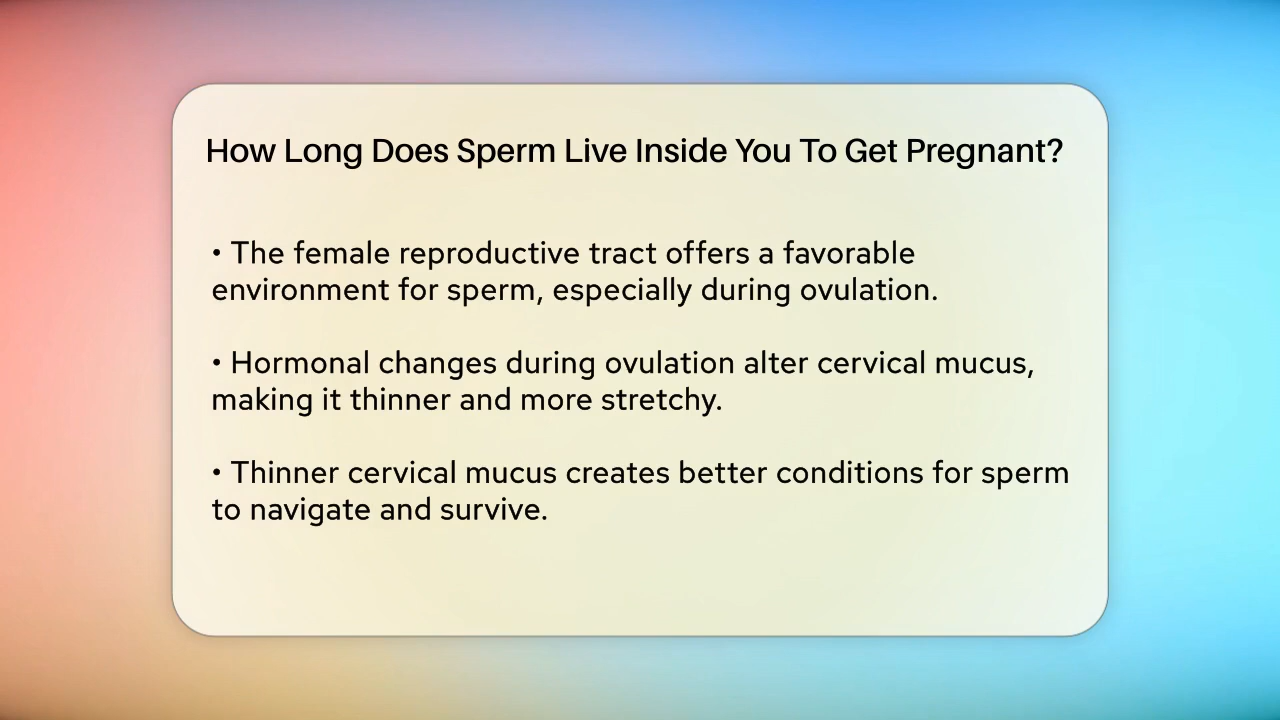 How Long Does Sperm Live Inside You To Get Pregnant?
• The female reproductive tract offers a favorable
environment for sperm, especially during ovulation.
• Hormonal changes during ovulation alter cervical mucus,
making it thinner and more stretchy.
• Thinner cervical mucus creates better conditions for sperm
to navigate and survive.